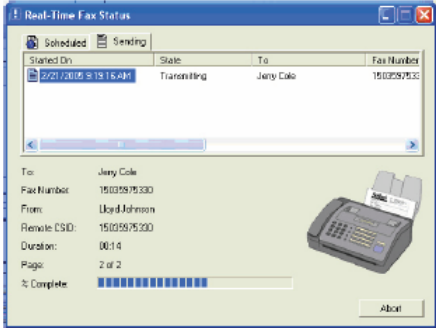 Real-Time Fax Status
Scheduled Sending
Started On State To Fax Number
2/21/2005 9:19:16 AM Transmitting Jerry Cole 1503597533
To: Jerry Cole
Fax Number: 15035975330
From: Lloyd Johnson
Remote CSID: 15035975330
Duration: 00:14
Page: 2 of 2
% Complete:
Abort